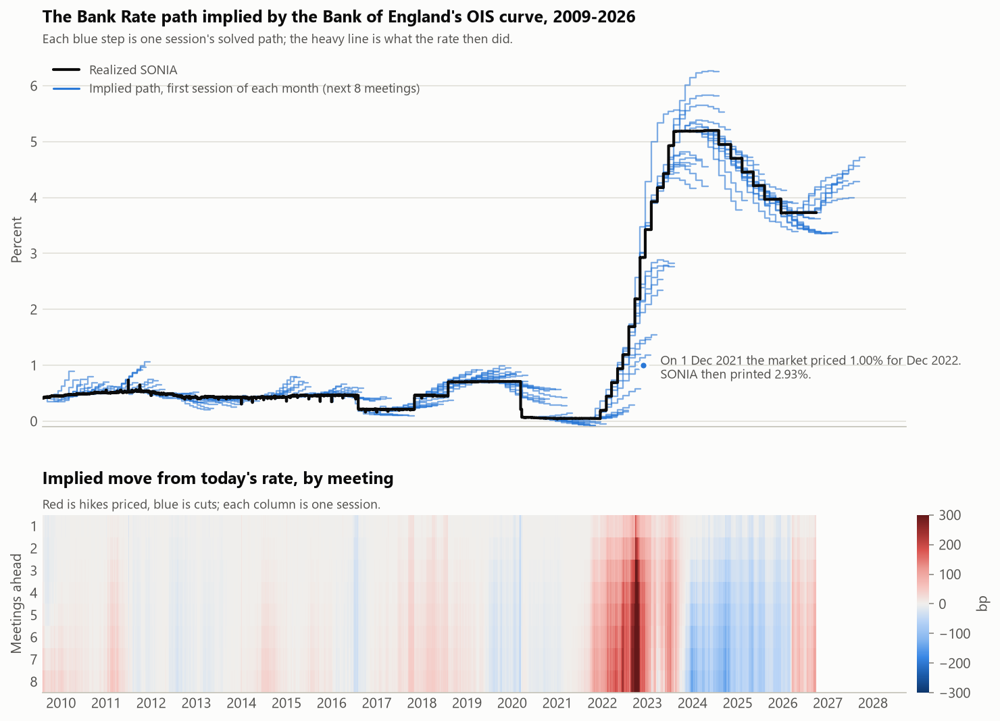 The Bank Rate path implied by the Bank of England's OIS curve, 2009-2026
Each blue step is one session's solved path; the heavy line is what the rate then did.
Realized SONIA
Implied path, first session of each month (next 8 meetings)
6
5
4
3
2
1
0
Percent
On 1 Dec 2021 the market priced 1.00% for Dec 2022.
SONIA then printed 2.93%.
Implied move from today's rate, by meeting
Red is hikes priced, blue is cuts; each column is one session.
1
2
3
4
5
6
7
8
Meetings ahead
2010 2011 2012 2013 2014 2015 2016 2017 2018 2019 2020 2021 2022 2023 2024 2025 2026 2027 2028
300
200
100
0
−100
−200
−300
bp